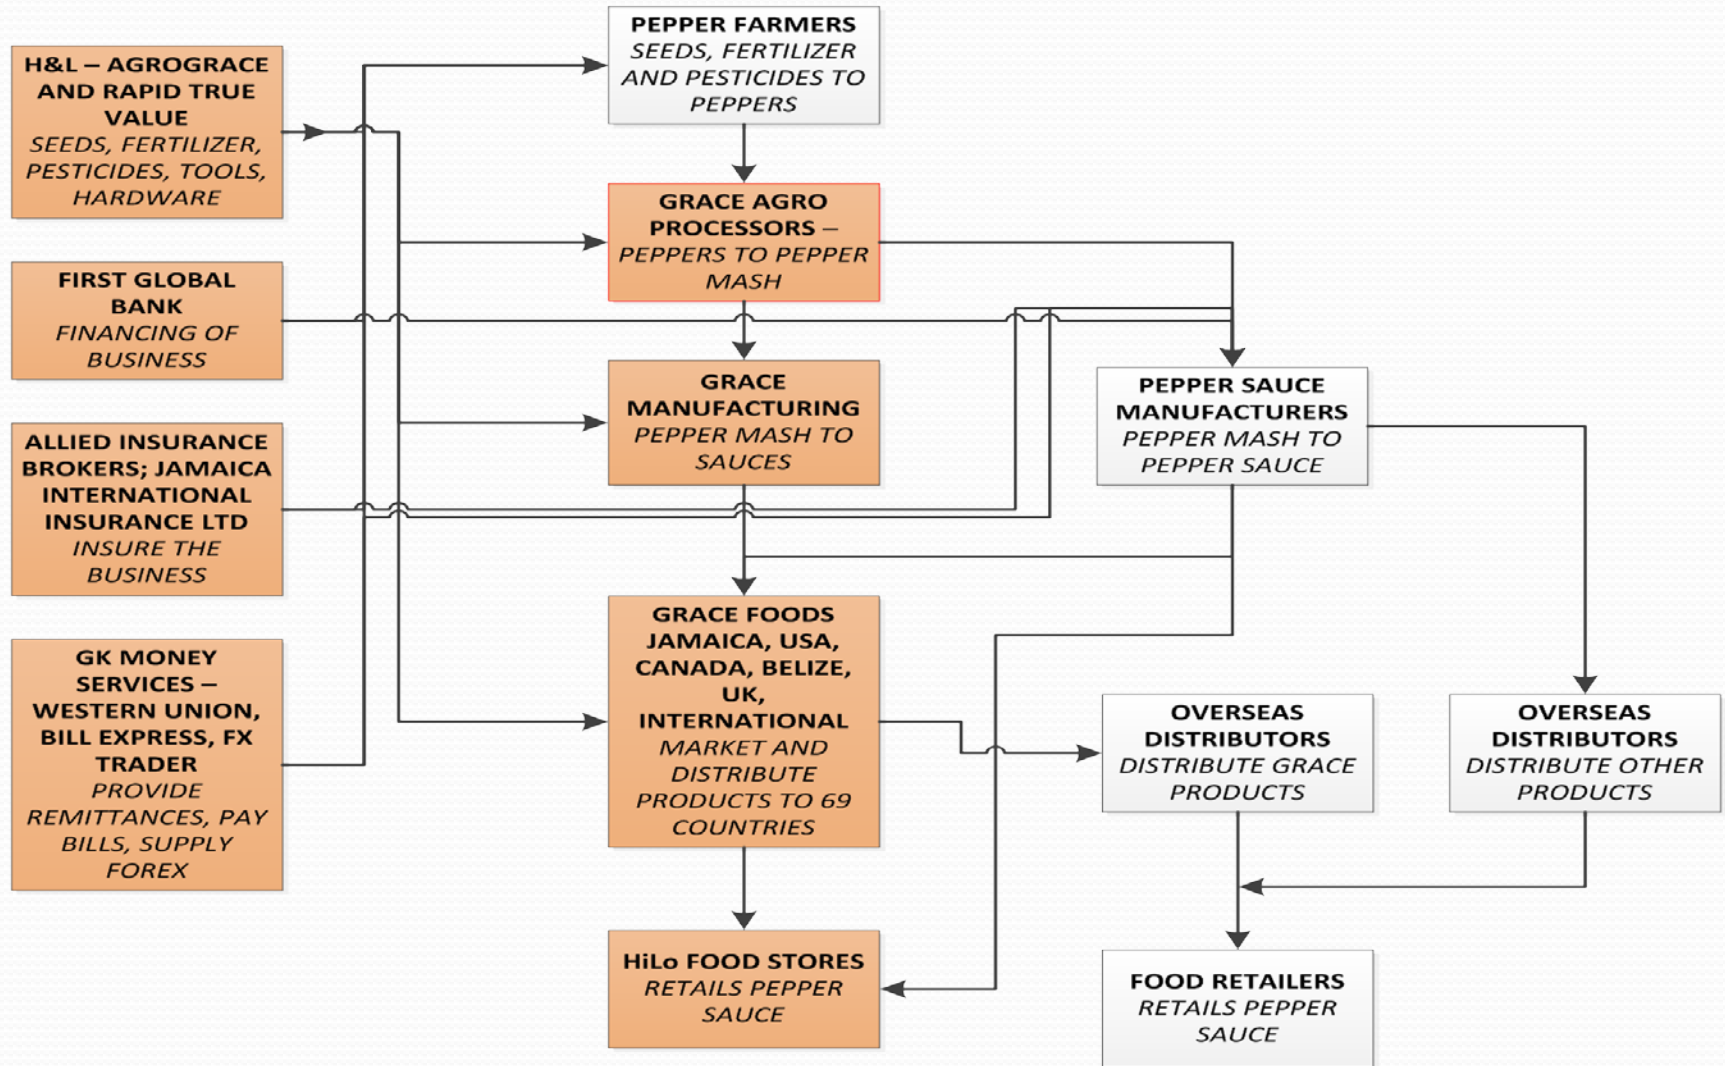 H&L – AGROGRACE
AND RAPID TRUE
VALUE
SEEDS, FERTILIZER,
PESTICIDES, TOOLS,
HARDWARE
FIRST GLOBAL
BANK
FINANCING OF
BUSINESS
ALLIED INSURANCE
BROKERS; JAMAICA
INTERNATIONAL
INSURANCE LTD
INSURE THE
BUSINESS
GK MONEY
SERVICES –
WESTERN UNION,
BILL EXPRESS, FX
TRADER
PROVIDE
REMITTANCES, PAY
BILLS, SUPPLY
FOREX
PEPPER FARMERS
SEEDS, FERTILIZER
AND PESTICIDES TO
PEPPERS
GRACE AGRO
PROCESSORS –
PEPPERS TO PEPPER
MASH
GRACE
MANUFACTURING
PEPPER MASH TO
SAUCES
GRACE FOODS
JAMAICA, USA,
CANADA, BELIZE,
UK,
INTERNATIONAL
MARKET AND
DISTRIBUTE
PRODUCTS TO 69
COUNTRIES
HiLo FOOD STORES
RETAILS PEPPER
SAUCE
PEPPER SAUCE
MANUFACTURERS
PEPPER MASH TO
PEPPER SAUCE
OVERSEAS
DISTRIBUTORS
DISTRIBUTE GRACE
PRODUCTS
OVERSEAS
DISTRIBUTORS
DISTRIBUTE OTHER
PRODUCTS
FOOD RETAILERS
RETAILS PEPPER
SAUCE